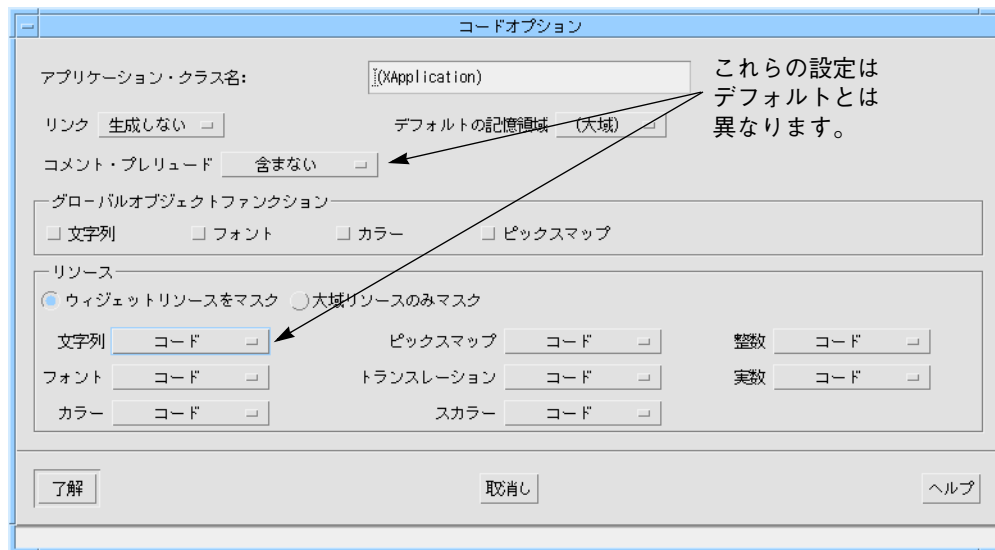 コードオプション
アプリケーション・クラス名: (XApplication)
これらの設定は
デフォルトとは
異なります。
リンク 生成しない デフォルトの記憶領域 (大域)
コメント・プレリュード 含まない
グローバルオブジェクトファンクション
文字列 フォント カラー ピックスマップ
リソース
ウィジェットリソースをマスク 大域リソースのみマスク
文字列 コード ピックスマップ コード 整数 コード
フォント コード トランスレーション コード 実数 コード
カラー コード スカラー コード
了解 取消し ヘルプ